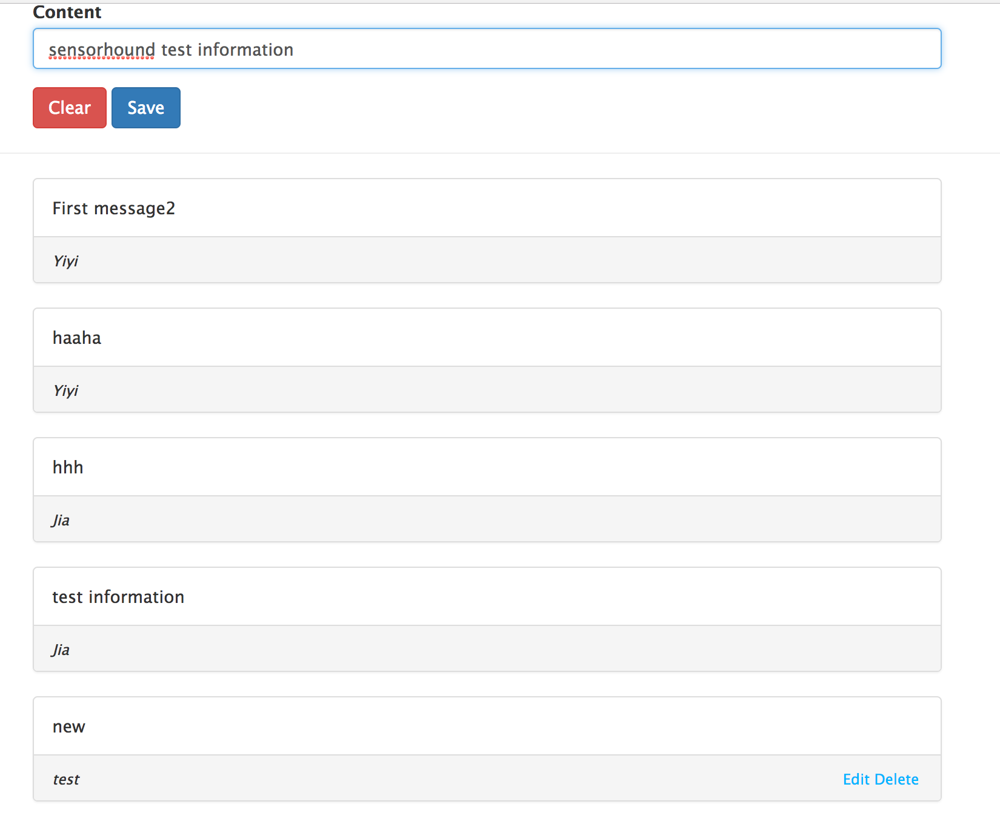 Content
sensorhound test information
Clear Save
First message2
Yiyi
haaha
Yiyi
hhh
Jia
test information
Jia
new
test Edit Delete